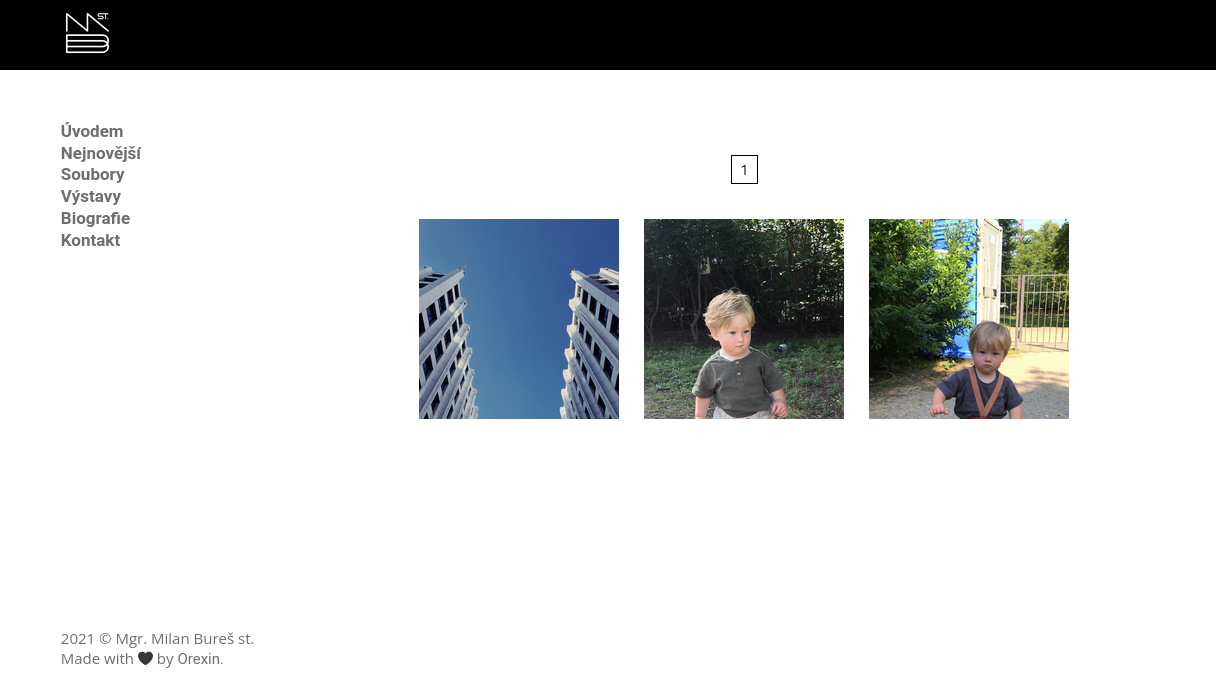 ST.
Úvodem
Nejnovější
Soubory
Výstavy
Biografie
Kontakt
1
2021 © Mgr. Milan Bureš st.
Made with 🖤 by Orexin.